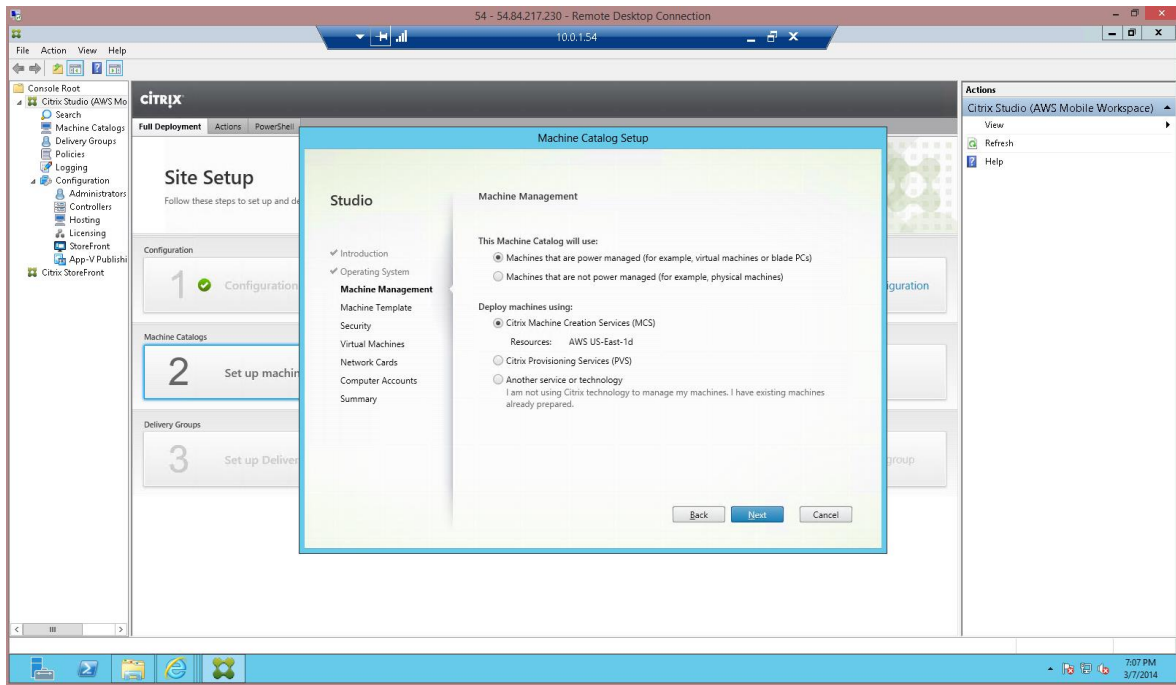 54 - 54.84.217.230 - Remote Desktop Connection
10.0.1.54
File Action View Help
Console Root
Citrix Studio (AWS Mo
Search
Machine Catalogs
Delivery Groups
Policies
Logging
Configuration
Administrators
Controllers
Hosting
Licensing
StoreFront
App-V Publishi
Citrix StoreFront
CITRIX
Full Deployment Actions PowerShell
Site Setup
Follow these steps to set up and de
Configuration
1 Configuration
iguration
Machine Catalogs
2 Set up machin
Delivery Groups
3 Set up Deliver
group
Machine Catalog Setup
Studio
Introduction
Operating System
Machine Management
Machine Template
Security
Virtual Machines
Network Cards
Computer Accounts
Summary
Machine Management
This Machine Catalog will use:
Machines that are power managed (for example, virtual machines or blade PCs)
Machines that are not power managed (for example, physical machines)
Deploy machines using:
Citrix Machine Creation Services (MCS)
Resources: AWS US-East-1d
Citrix Provisioning Services (PVS)
Another service or technology
I am not using Citrix technology to manage my machines. I have existing machines
already prepared.
Back Next Cancel
Actions
Citrix Studio (AWS Mobile Workspace)
View
Refresh
Help
7:07 PM
3/7/2014